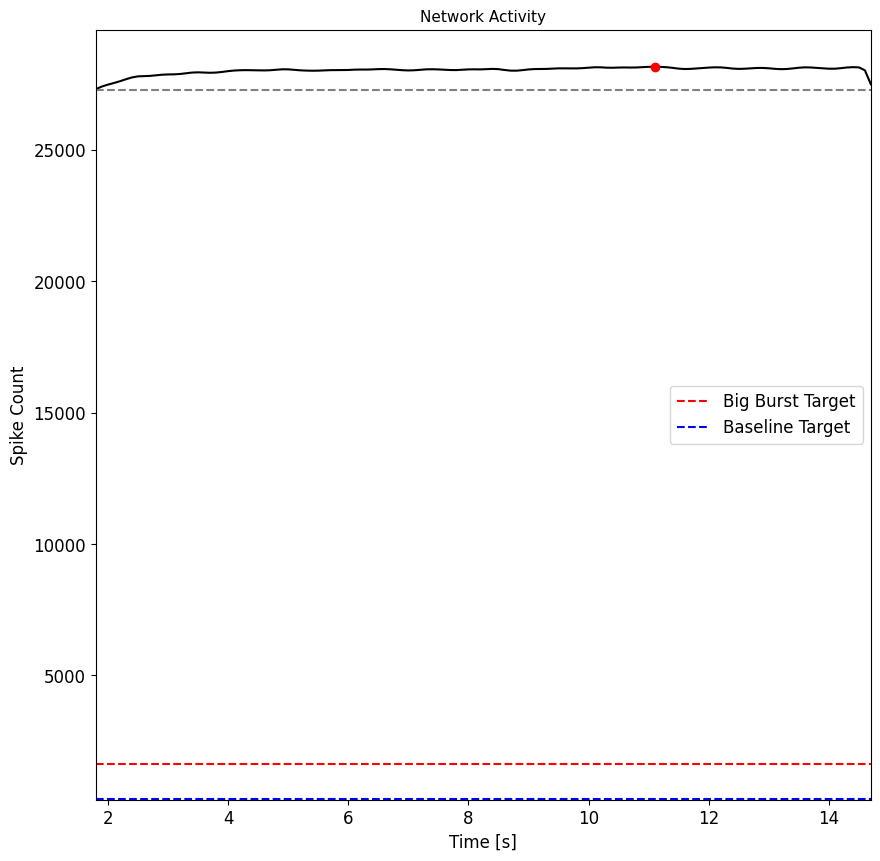 Network Activity
25000
20000
15000
10000
5000
Spike Count
Big Burst Target
Baseline Target
2 4 6 8 10 12 14
Time [s]